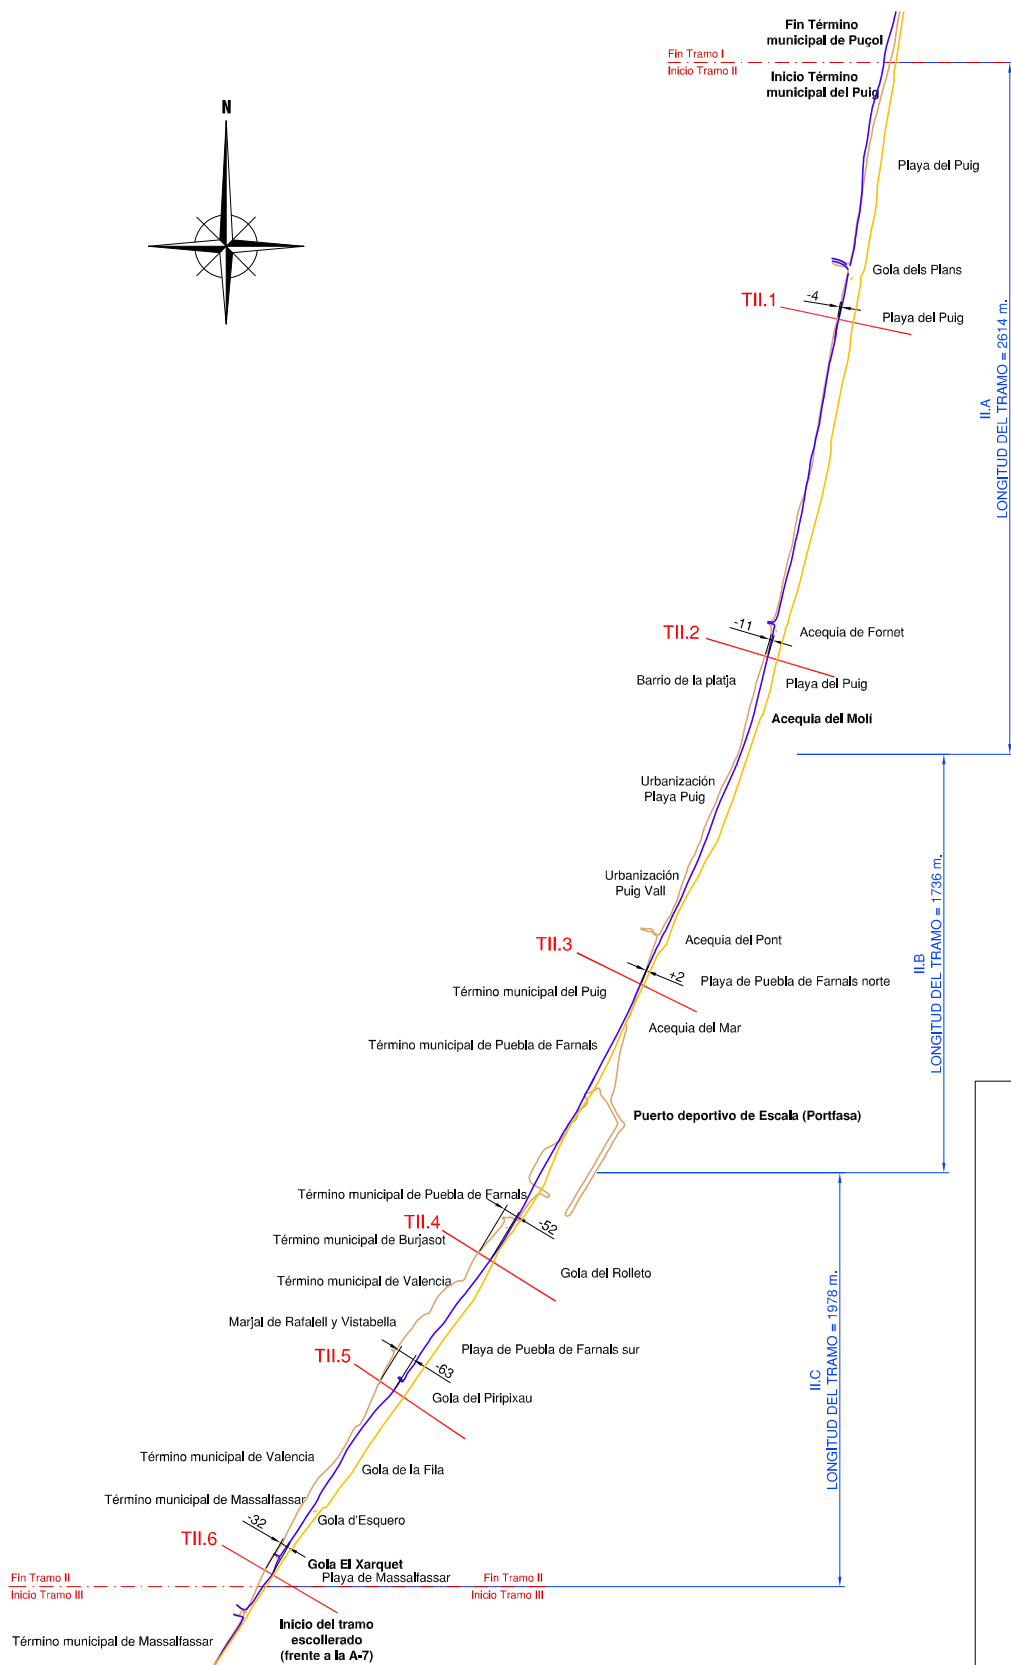 Fin Término
municipal de Puçol
Fin Tramo I
Inicio Tramo II
Inicio Término
municipal del Puig
N
Playa del Puig
Gola dels Plans
TII.1
-4
Playa del Puig
II.A
LONGITUD DEL TRAMO = 2614 m.
TII.2
-11
Acequia de Fornet
Barrio de la platja
Playa del Puig
Acequia del Molí
Urbanización
Playa Puig
Urbanización
Puig Vall
TII.3
Acequia del Pont
+2
Playa de Puebla de Farnals norte
Término municipal del Puig
II.B
LONGITUD DEL TRAMO = 1736 m.
Acequia del Mar
Término municipal de Puebla de Farnals
Puerto deportivo de Escala (Portfasa)
Término municipal de Puebla de Farnals
TII.4
-52
Término municipal de Burjasot
Gola del Rolleto
Término municipal de Valencia
Marjal de Rafalell y Vistabella
TII.5
Playa de Puebla de Farnals sur
-63
Gola del Piripixau
II.C
LONGITUD DEL TRAMO = 1978 m.
Término municipal de Valencia
Gola de la Fila
Término municipal de Massalfassar
-32
Gola d'Esquero
TII.6
Gola El Xarquet
Playa de Massalfassar
Fin Tramo II
Inicio Tramo III
Fin Tramo II
Inicio Tramo III
Inicio del tramo
escollerado
(frente a la A-7)
Término municipal de Massalfassar